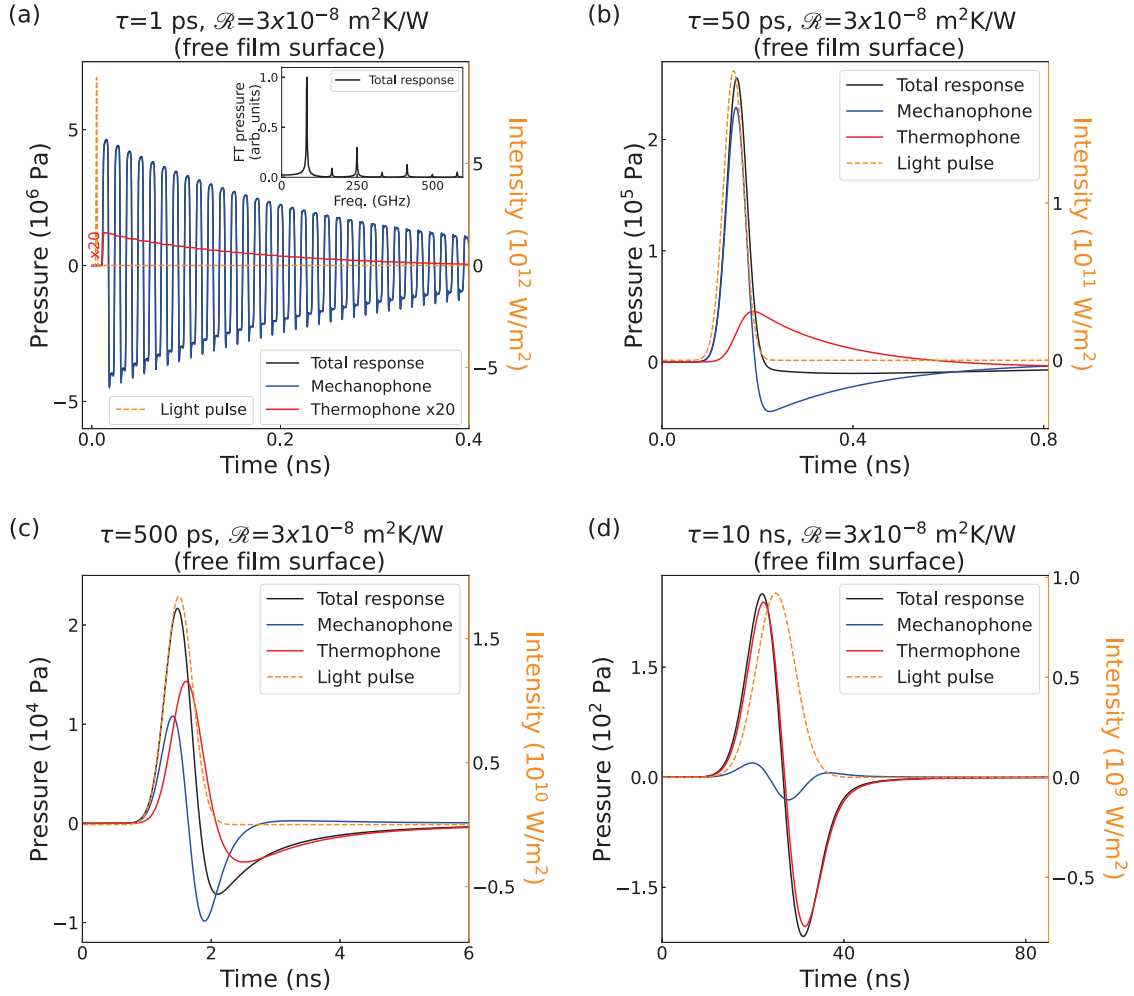 (a)
τ=1 ps, ℛ=3x10⁻⁸ m²K/W
(free film surface)
Pressure (10⁶ Pa)
5
0
−5
0.0
0.2
0.4
Time (ns)
Intensity (10¹² W/m²)
5
0
−5
x20
FT pressure
(arb. units)
1.0
0.5
0.0
0
250
500
Freq. (GHz)
Total response
Light pulse
Total response
Mechanophone
Thermophone x20
(b)
τ=50 ps, ℛ=3x10⁻⁸ m²K/W
(free film surface)
Pressure (10⁵ Pa)
2
1
0
0.0
0.4
0.8
Time (ns)
Intensity (10¹¹ W/m²)
1
0
Total response
Mechanophone
Thermophone
Light pulse
(c)
τ=500 ps, ℛ=3x10⁻⁸ m²K/W
(free film surface)
Pressure (10⁴ Pa)
2
1
0
−1
0
2
4
6
Time (ns)
Intensity (10¹⁰ W/m²)
1.5
0.5
−0.5
Total response
Mechanophone
Thermophone
Light pulse
(d)
τ=10 ns, ℛ=3x10⁻⁸ m²K/W
(free film surface)
Pressure (10² Pa)
1.5
0.0
−1.5
0
40
80
Time (ns)
Intensity (10⁹ W/m²)
1.0
0.5
0.0
−0.5
Total response
Mechanophone
Thermophone
Light pulse